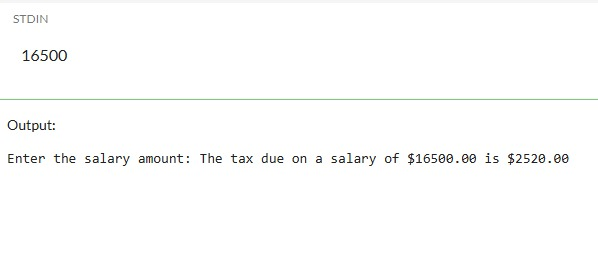 STDIN
16500
Output:
Enter the salary amount: The tax due on a salary of $16500.00 is $2520.00